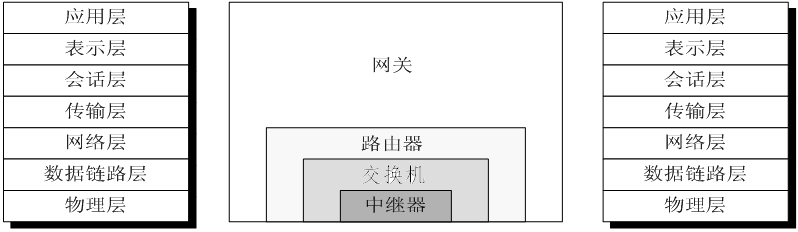 应用层
表示层
会话层
传输层
网络层
数据链路层
物理层
网关
路由器
交换机
中继器
应用层
表示层
会话层
传输层
网络层
数据链路层
物理层